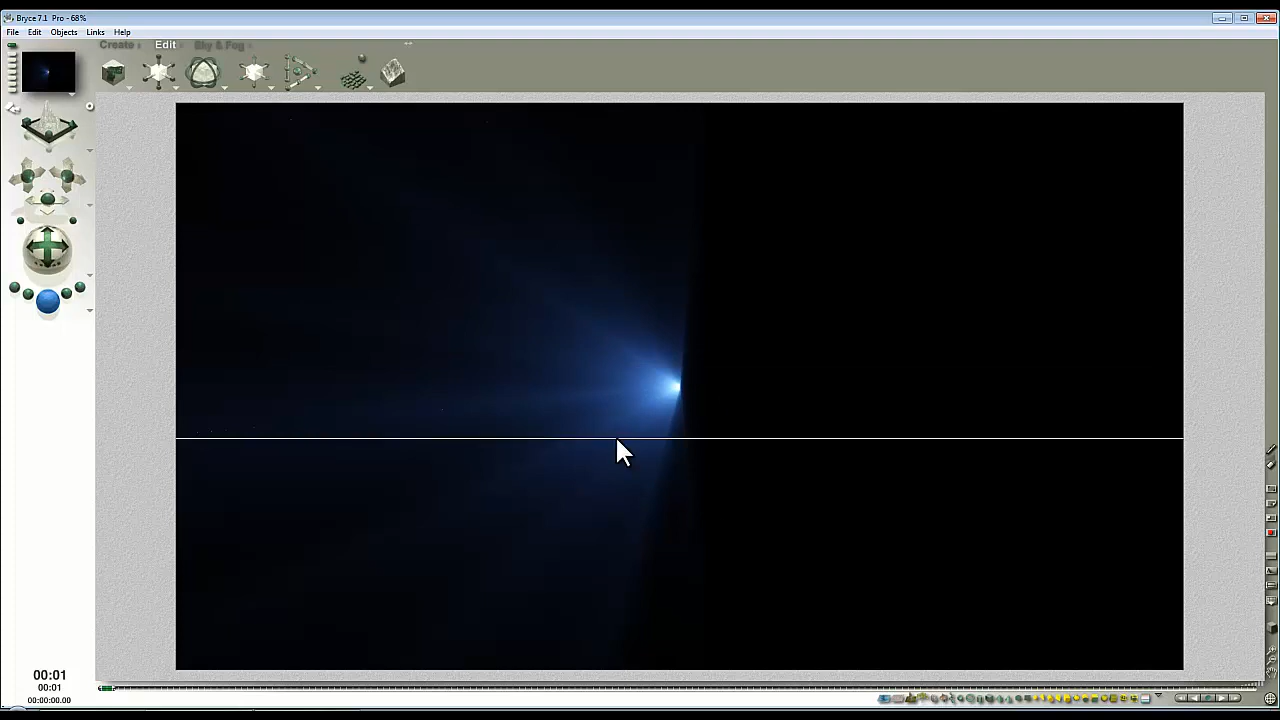 Bryce 7.1 Pro - 68%
File Edit Objects Links Help
Create Edit Sky & Fog
00:01
00:01
00:00:00.00